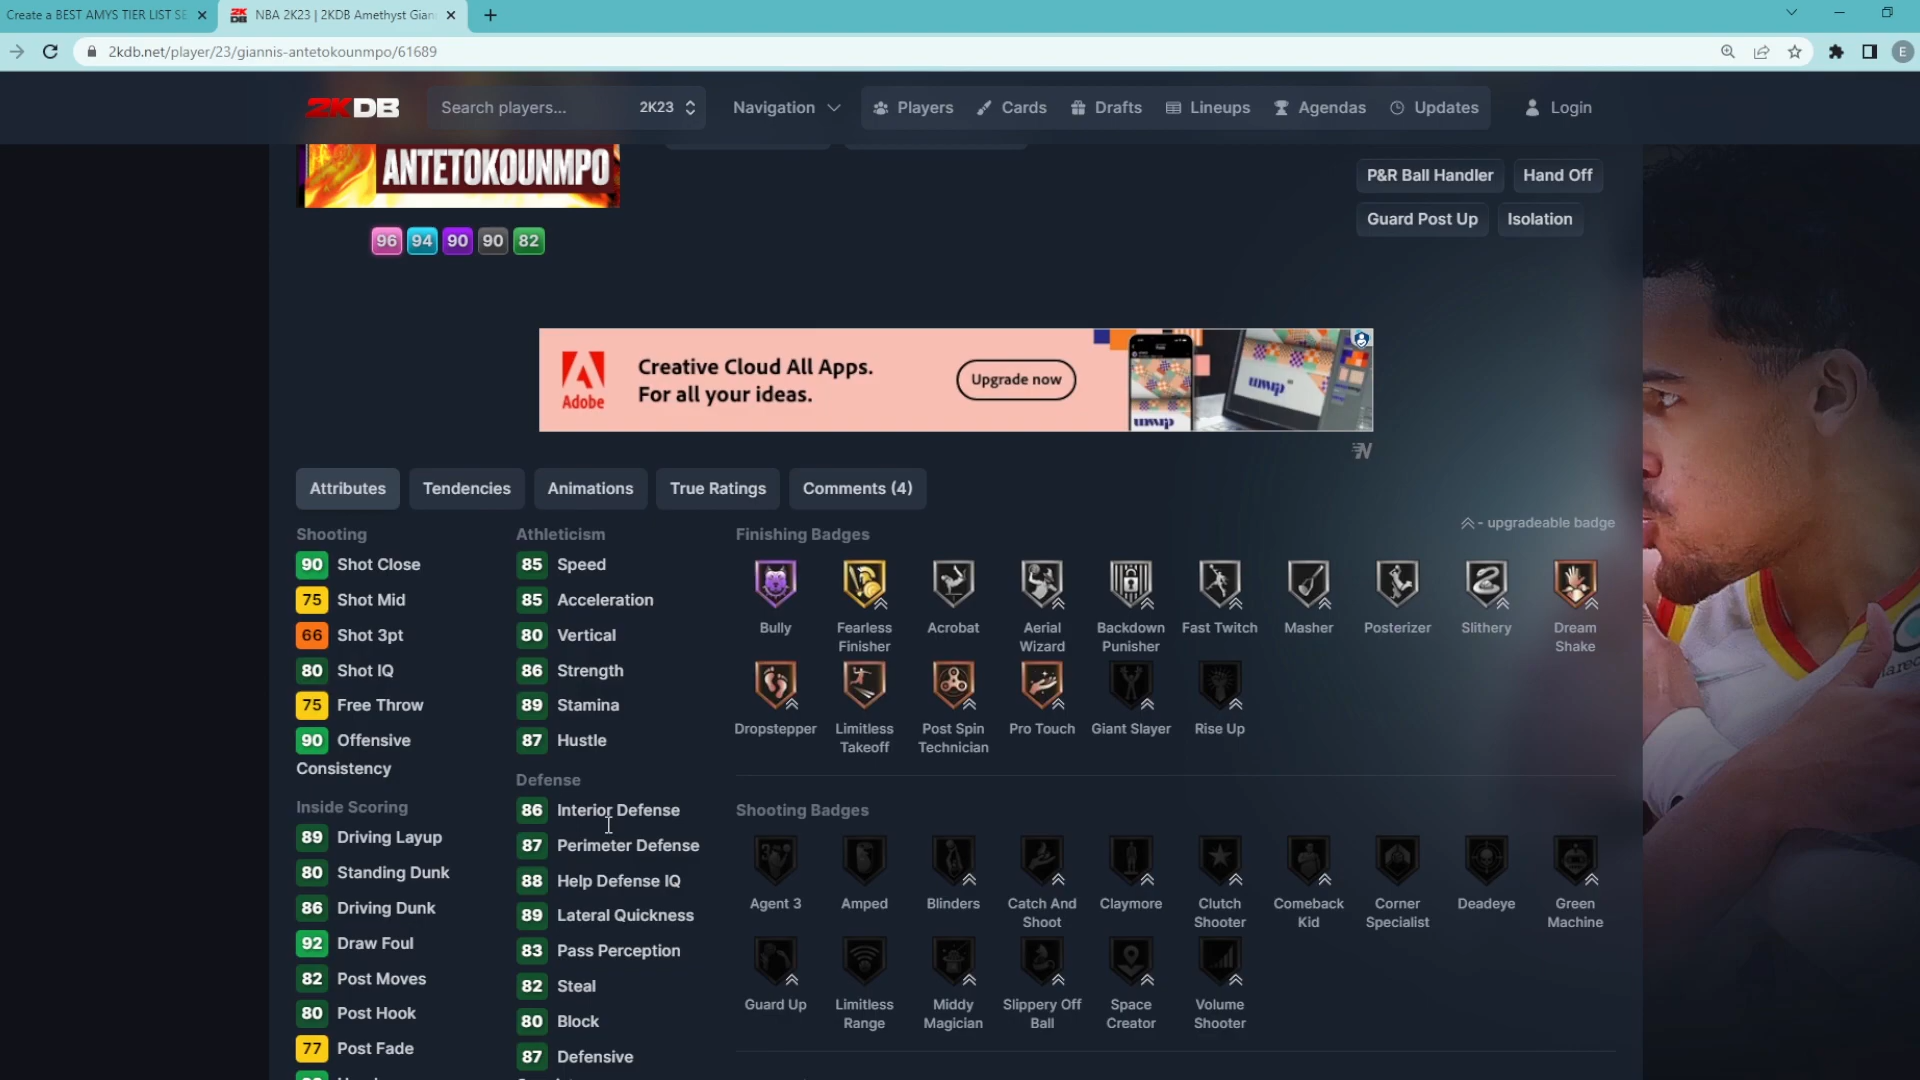 Create a BEST AMYS TIER LIST SE
NBA 2K23 | 2KDB Amethyst Gian
2kdb.net/player/23/giannis-antetokounmpo/61689
E
2KDB
Search players...
2K23
Navigation
Players
Cards
Drafts
Lineups
Agendas
Updates
Login
ANTETOKOUNMPO
P&R Ball Handler
Hand Off
Guard Post Up
Isolation
96 94 90 90 82
Adobe
Creative Cloud All Apps.
For all your ideas.
Upgrade now
Attributes
Tendencies
Animations
True Ratings
Comments (4)
- upgradeable badge
Shooting
90 Shot Close
75 Shot Mid
66 Shot 3pt
80 Shot IQ
75 Free Throw
90 Offensive
Consistency
Inside Scoring
89 Driving Layup
80 Standing Dunk
86 Driving Dunk
92 Draw Foul
82 Post Moves
80 Post Hook
77 Post Fade
Athleticism
85 Speed
85 Acceleration
80 Vertical
86 Strength
89 Stamina
87 Hustle
Defense
86 Interior Defense
87 Perimeter Defense
88 Help Defense IQ
89 Lateral Quickness
83 Pass Perception
82 Steal
80 Block
87 Defensive
Finishing Badges
Bully
Fearless
Finisher
Acrobat
Aerial
Wizard
Backdown
Punisher
Fast Twitch
Masher
Posterizer
Slithery
Dream
Shake
Dropstepper
Limitless
Takeoff
Post Spin
Technician
Pro Touch
Giant Slayer
Rise Up
Shooting Badges
Agent 3
Amped
Blinders
Catch And
Shoot
Claymore
Clutch
Shooter
Comeback
Kid
Corner
Specialist
Deadeye
Green
Machine
Guard Up
Limitless
Range
Middy
Magician
Slippery Off
Ball
Space
Creator
Volume
Shooter